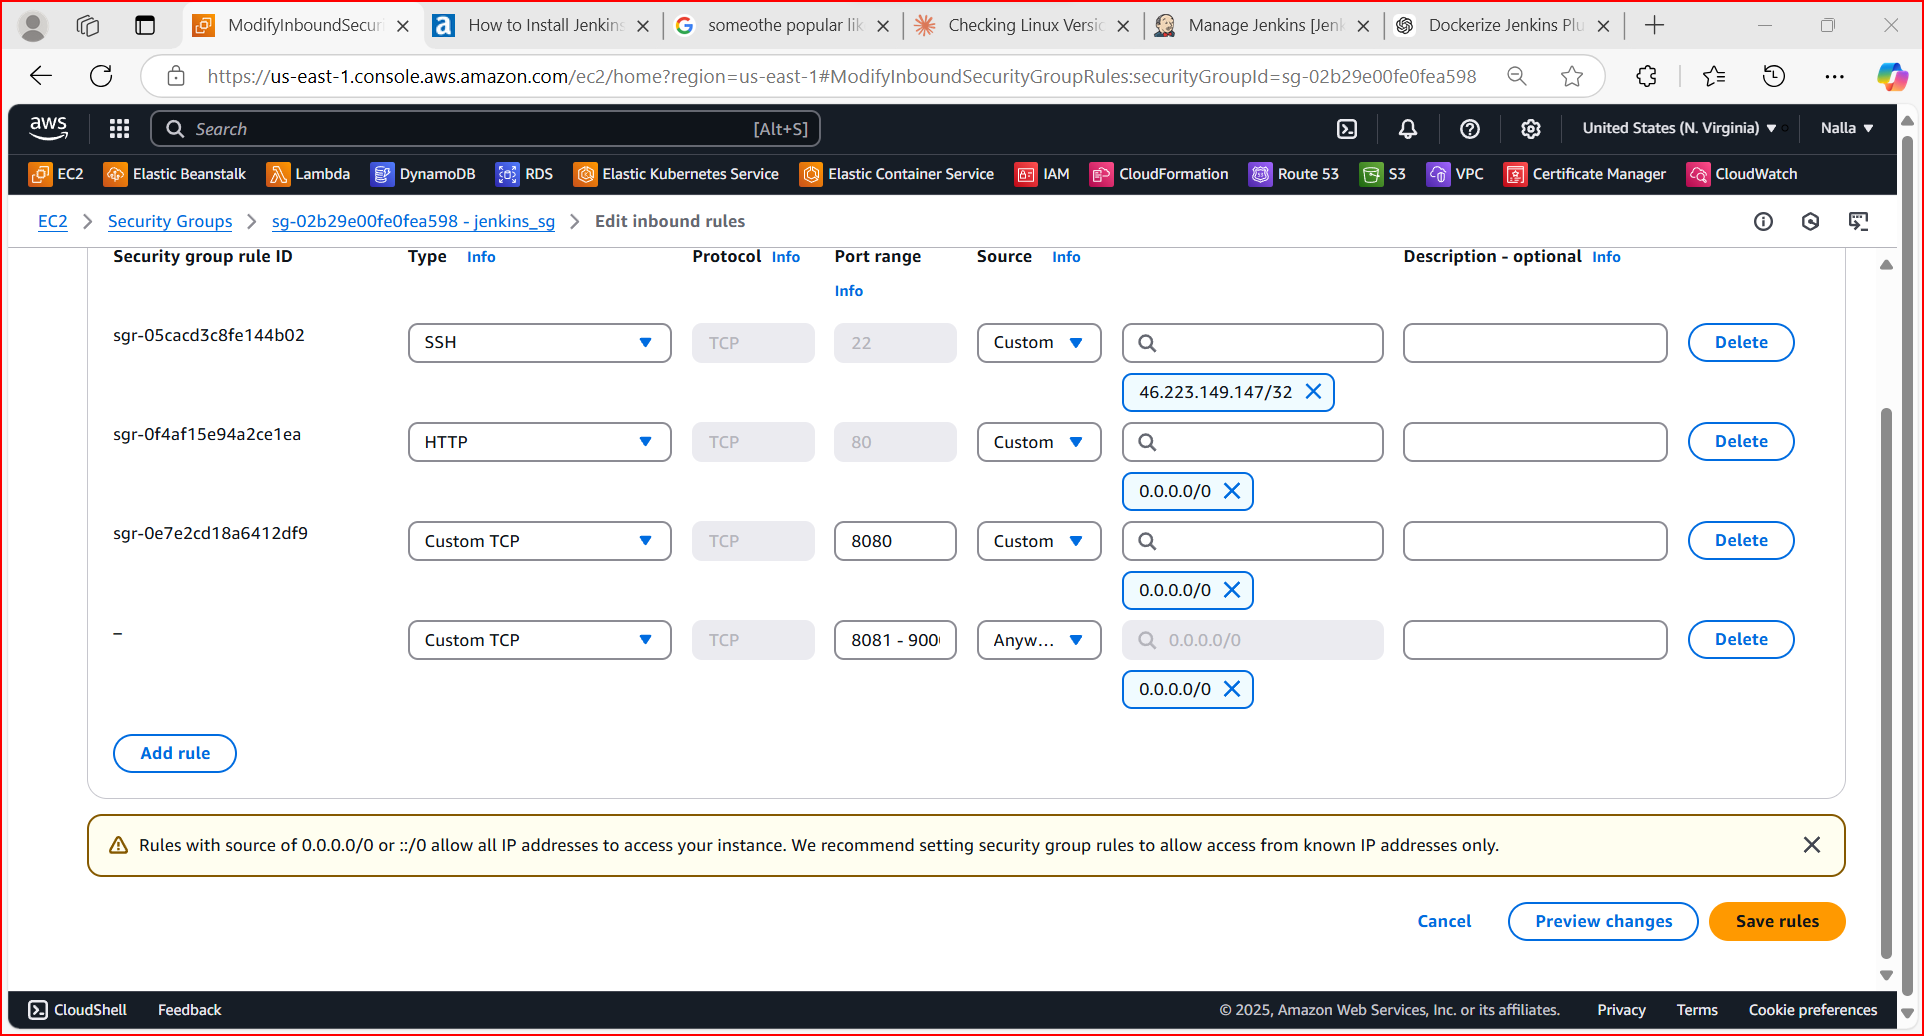 ModifyInboundSecuri
How to Install Jenkins
someothe popular lik
Checking Linux Versio
Manage Jenkins [Jenk
Dockerize Jenkins Plu
https://us-east-1.console.aws.amazon.com/ec2/home?region=us-east-1#ModifyInboundSecurityGroupRules:securityGroupId=sg-02b29e00fe0fea598
aws
Search [Alt+S]
United States (N. Virginia)
Nalla
EC2
Elastic Beanstalk
Lambda
DynamoDB
RDS
Elastic Kubernetes Service
Elastic Container Service
IAM
CloudFormation
Route 53
S3
VPC
Certificate Manager
CloudWatch
EC2 > Security Groups > sg-02b29e00fe0fea598 - jenkins_sg > Edit inbound rules
Security group rule ID
Type Info
Protocol Info
Port range
Info
Source Info
Description - optional Info
sgr-05cacd3c8fe144b02
SSH
TCP
22
Custom
Delete
46.223.149.147/32
sgr-0f4af15e94a2ce1ea
HTTP
TCP
80
Custom
Delete
0.0.0.0/0
sgr-0e7e2cd18a6412df9
Custom TCP
TCP
8080
Custom
Delete
0.0.0.0/0
–
Custom TCP
TCP
8081 - 900
Anyw...
0.0.0.0/0
Delete
0.0.0.0/0
Add rule
Rules with source of 0.0.0.0/0 or ::/0 allow all IP addresses to access your instance. We recommend setting security group rules to allow access from known IP addresses only.
Cancel
Preview changes
Save rules
CloudShell
Feedback
© 2025, Amazon Web Services, Inc. or its affiliates.
Privacy
Terms
Cookie preferences